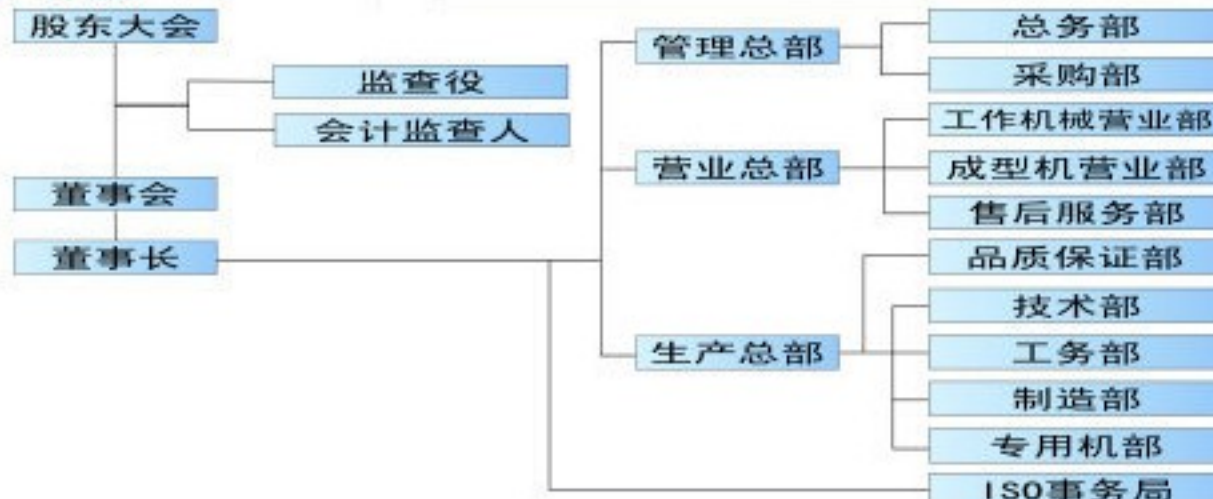 股东大会
监查役
会计监查人
董事会
董事长
管理总部
总务部
采购部
营业总部
工作机械营业部
成型机营业部
售后服务部
生产总部
品质保证部
技术部
工务部
制造部
专用机部
ISO事务局